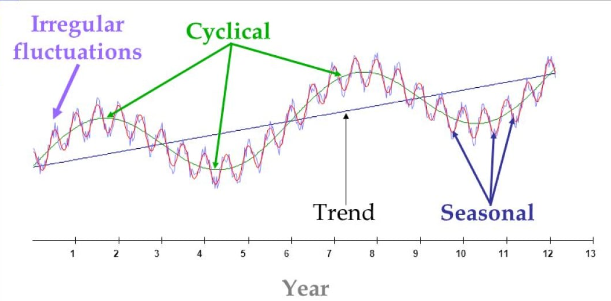 Irregular
fluctuations
Cyclical
Trend
Seasonal
1 2 3 4 5 6 7 8 9 10 11 12 13
Year